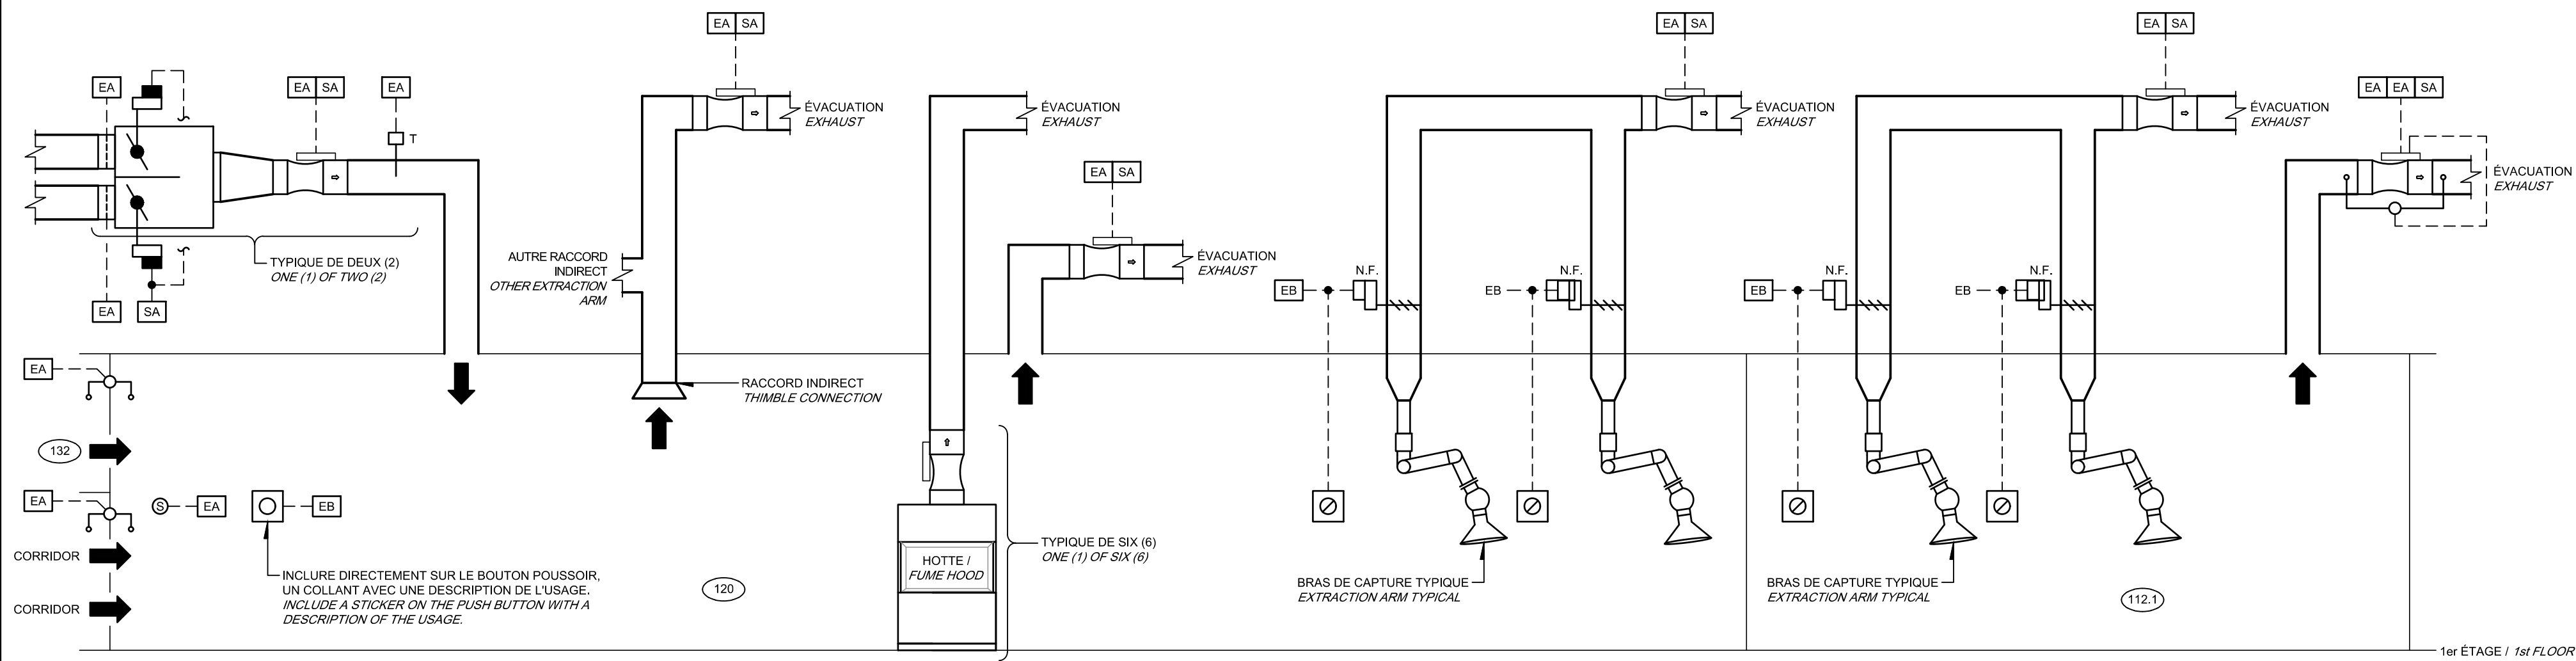 EA SA
EA SA
EA SA
EA
EA SA
EA
EA EA SA
T
ÉVACUATION
EXHAUST
ÉVACUATION
EXHAUST
ÉVACUATION
EXHAUST
ÉVACUATION
EXHAUST
ÉVACUATION
EXHAUST
EA SA
ÉVACUATION
EXHAUST
TYPIQUE DE DEUX (2)
ONE (1) OF TWO (2)
AUTRE RACCORD
INDIRECT
OTHER EXTRACTION
ARM
EA
SA
N.F.
EB
N.F.
EB
N.F.
EB
N.F.
EB
EA
RACCORD INDIRECT
THIMBLE CONNECTION
132
EA
S
EA
EB
CORRIDOR
CORRIDOR
INCLURE DIRECTEMENT SUR LE BOUTON POUSSOIR,
UN COLLANT AVEC UNE DESCRIPTION DE L'USAGE.
INCLUDE A STICKER ON THE PUSH BUTTON WITH A
DESCRIPTION OF THE USAGE.
120
HOTTE /
FUME HOOD
TYPIQUE DE SIX (6)
ONE (1) OF SIX (6)
BRAS DE CAPTURE TYPIQUE
EXTRACTION ARM TYPICAL
BRAS DE CAPTURE TYPIQUE
EXTRACTION ARM TYPICAL
112.1
1er ÉTAGE / 1st FLOOR